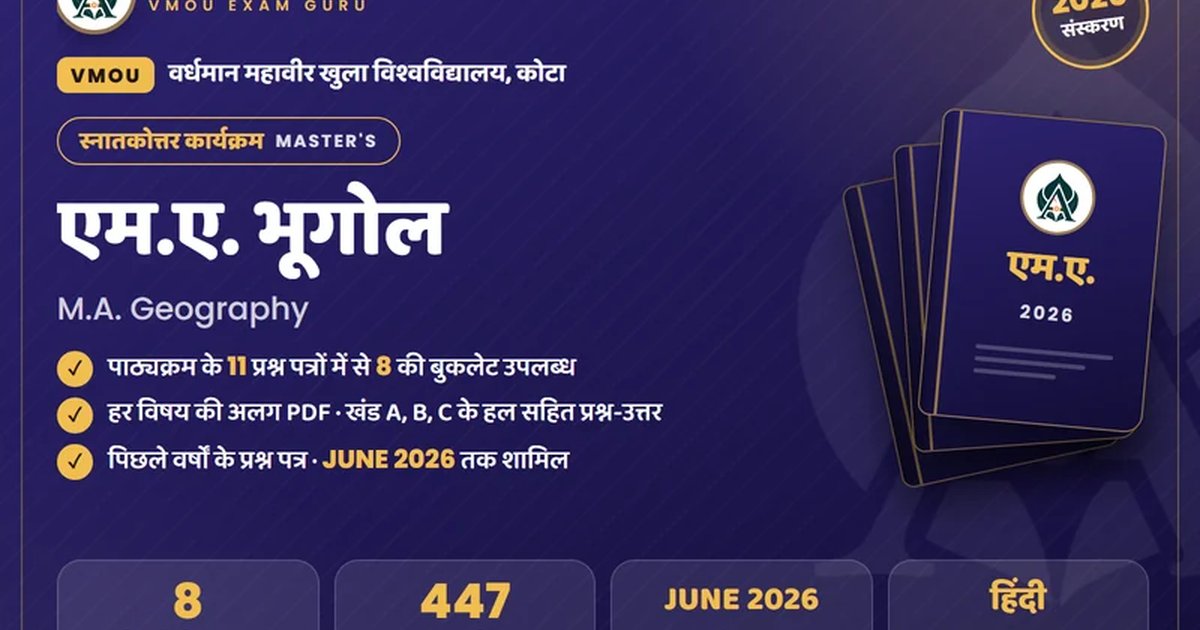 VMOU EXAM GURU
2026
संस्करण
VMOU वर्धमान महावीर खुला विश्वविद्यालय, कोटा
स्नातकोत्तर कार्यक्रम MASTER'S
एम.ए. भूगोल
M.A. Geography
✓ पाठ्यक्रम के 11 प्रश्न पत्रों में से 8 की बुकलेट उपलब्ध
✓ हर विषय की अलग PDF · खंड A, B, C के हल सहित प्रश्न-उत्तर
✓ पिछले वर्षों के प्रश्न पत्र · JUNE 2026 तक शामिल
एम.ए.
2026
8
447
JUNE 2026
हिंदी